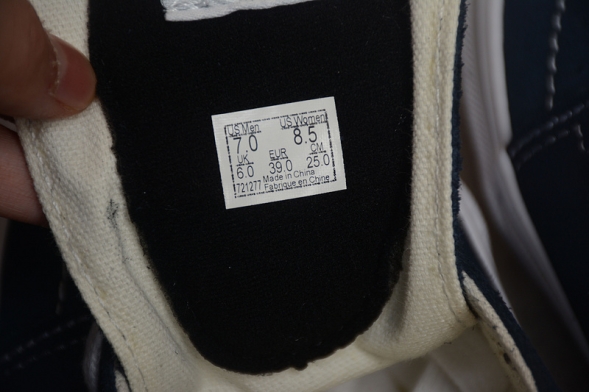 US Men US Women
7.0 8.5
UK EUR CM
6.0 39.0 25.0
721277 Made in China
Fabriqué en Chine